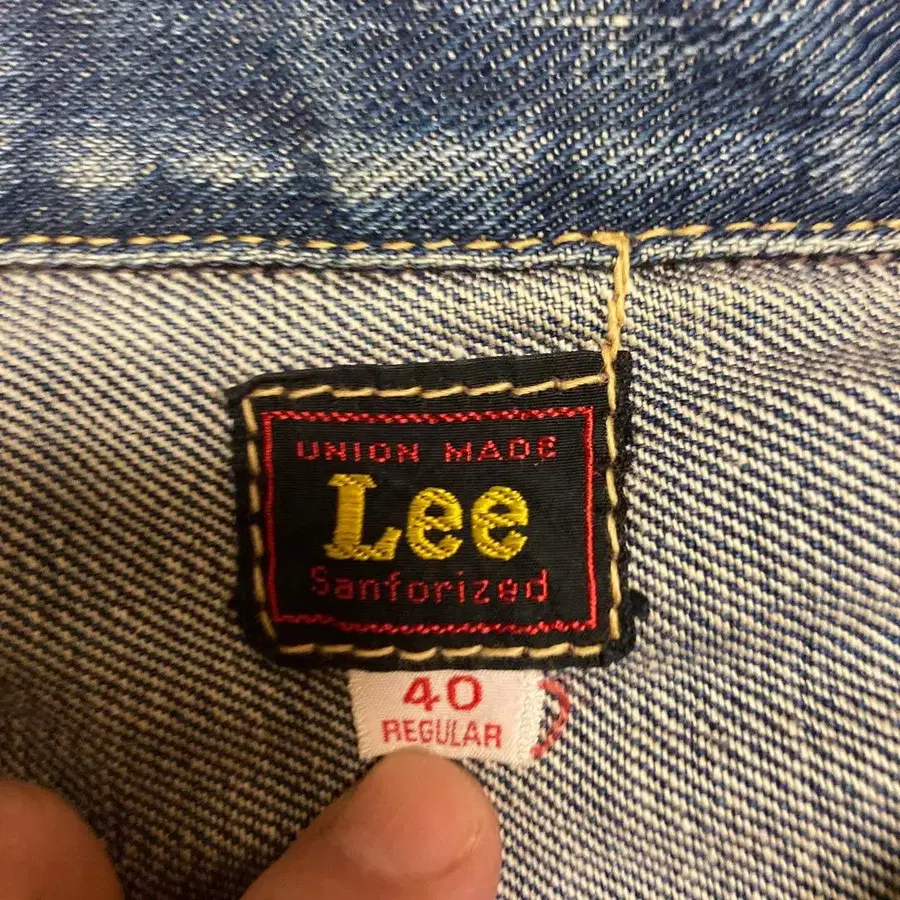 UNION MADE
Lee
Sanforized
40
REGULAR